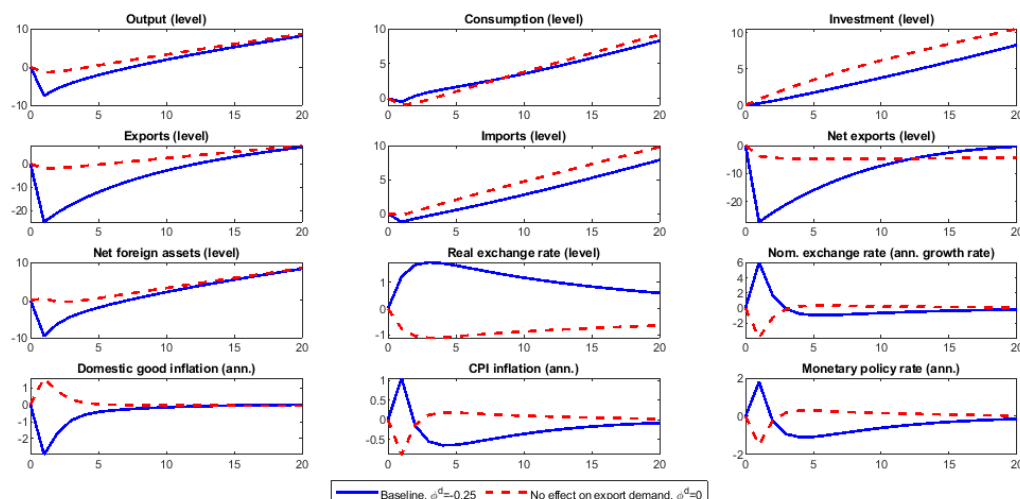 Output (level)
0
-10
0 5 10 15 20
Consumption (level)
10
5
0
0 5 10 15 20
Investment (level)
10
5
0
0 5 10 15 20
Exports (level)
0
-10
-20
0 5 10 15 20
Imports (level)
10
5
0
0 5 10 15 20
Net exports (level)
0
-10
-20
0 5 10 15 20
Net foreign assets (level)
10
0
-10
0 5 10 15 20
Real exchange rate (level)
1
0
-1
0 5 10 15 20
Nom. exchange rate (ann. growth rate)
6
4
2
0
-2
0 5 10 15 20
Domestic good inflation (ann.)
1
0
-1
-2
0 5 10 15 20
CPI inflation (ann.)
1
0.5
0
-0.5
0 5 10 15 20
Monetary policy rate (ann.)
2
0
2
0 5 10 15 20
Baseline, ϕᵈ=-0.25 No effect on export demand, ϕᵈ=0